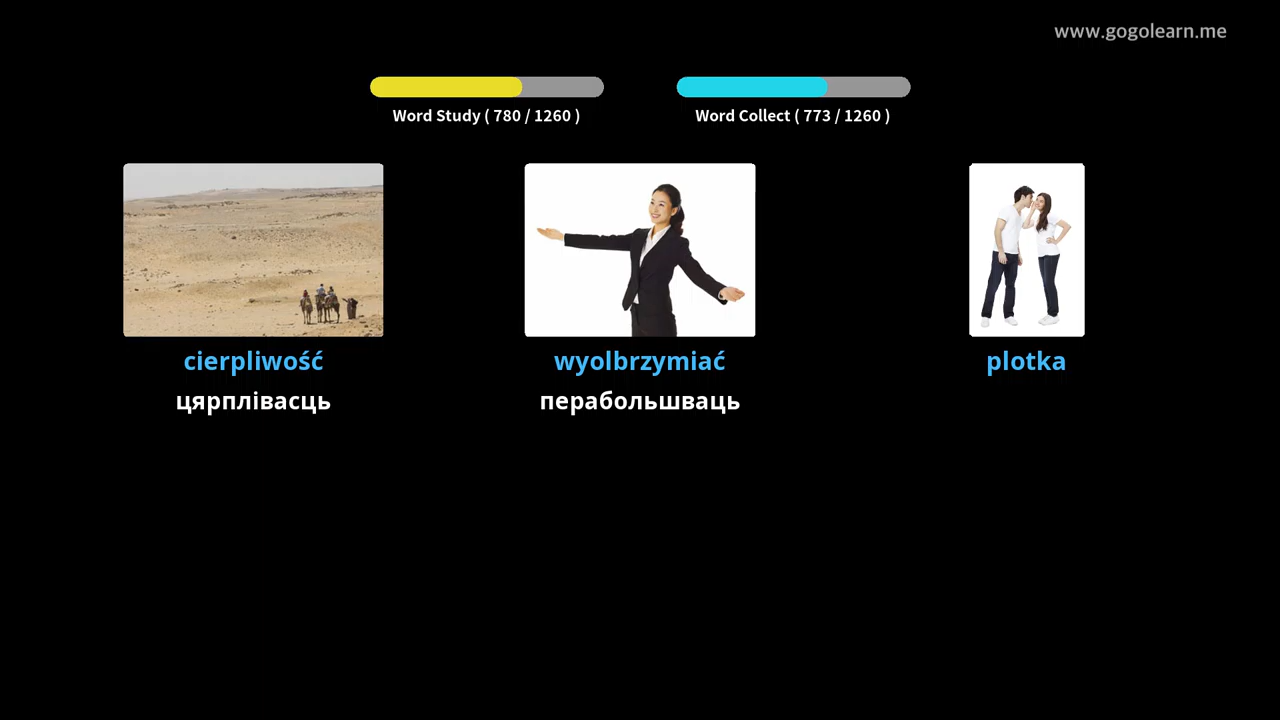 www.gogolearn.me
Word Study ( 780 / 1260 )
Word Collect ( 773 / 1260 )
cierpliwość
wyolbrzymiać
plotka
цярплівасць
перабольшваць